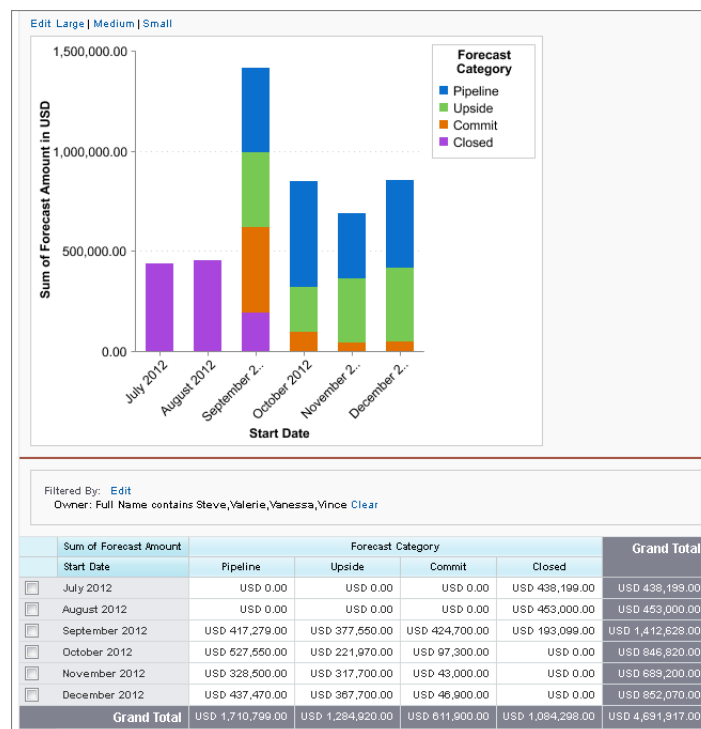 Edit Large | Medium | Small
1,500,000.00
1,000,000.00
500,000.00
0.00
Sum of Forecast Amount in USD
July 2012
August 2012
September 2..
October 2012
November 2..
December 2..
Start Date
Forecast
Category
Pipeline
Upside
Commit
Closed
Filtered By: Edit
Owner: Full Name contains Steve,Valerie,Vanessa,Vince Clear
Sum of Forecast Amount Forecast Category Grand Total
Start Date Pipeline Upside Commit Closed
July 2012 USD 0.00 USD 0.00 USD 0.00 USD 438,199.00 USD 438,199.00
August 2012 USD 0.00 USD 0.00 USD 0.00 USD 453,000.00 USD 453,000.00
September 2012 USD 417,279.00 USD 377,550.00 USD 424,700.00 USD 193,099.00 USD 1,412,628.00
October 2012 USD 527,550.00 USD 221,970.00 USD 97,300.00 USD 0.00 USD 846,820.00
November 2012 USD 328,500.00 USD 317,700.00 USD 43,000.00 USD 0.00 USD 689,200.00
December 2012 USD 437,470.00 USD 367,700.00 USD 46,900.00 USD 0.00 USD 852,070.00
Grand Total USD 1,710,799.00 USD 1,284,920.00 USD 611,900.00 USD 1,084,298.00 USD 4,691,917.00